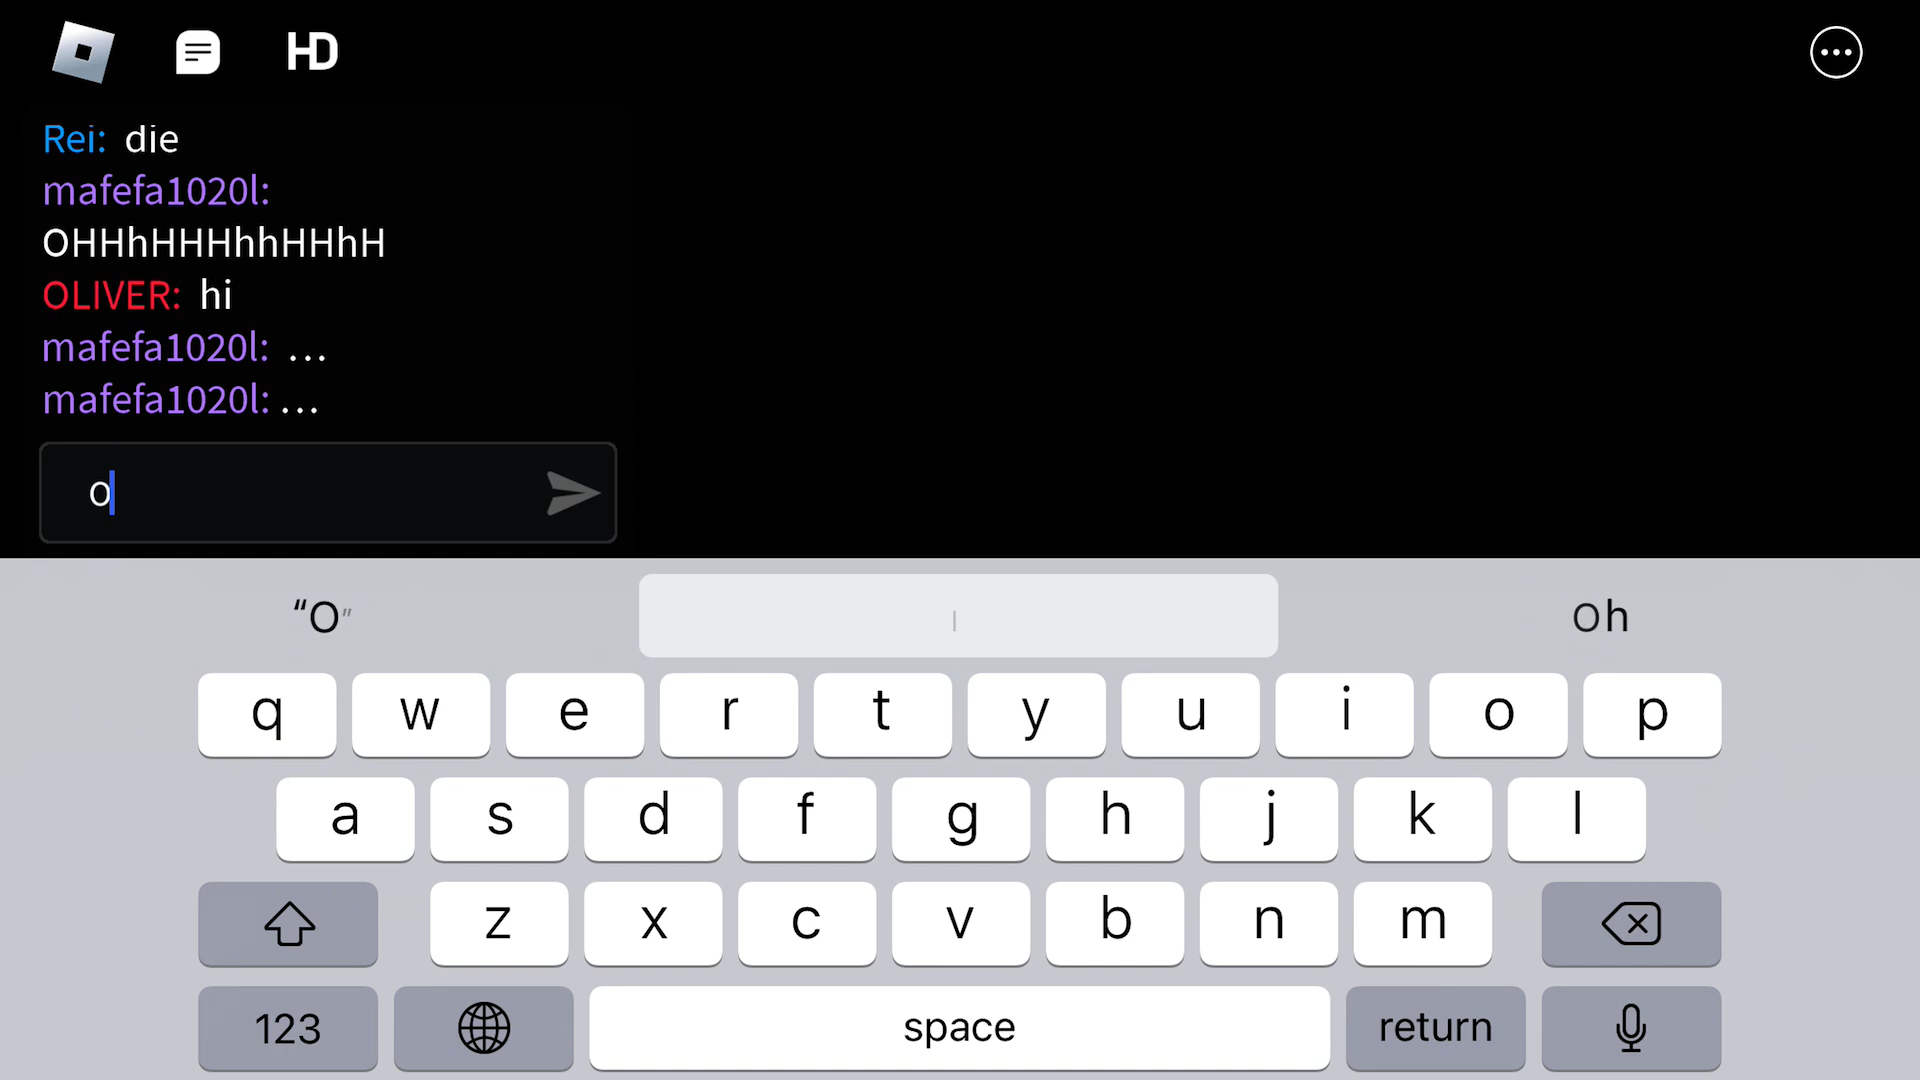 HD
Rei: die
mafefa1020l:
OHHhHHHhhHHhH
OLIVER: hi
mafefa1020l: ...
mafefa1020l: ...
o
“O” oh
q w e r t y u i o p
a s d f g h j k l
z x c v b n m
123 space return